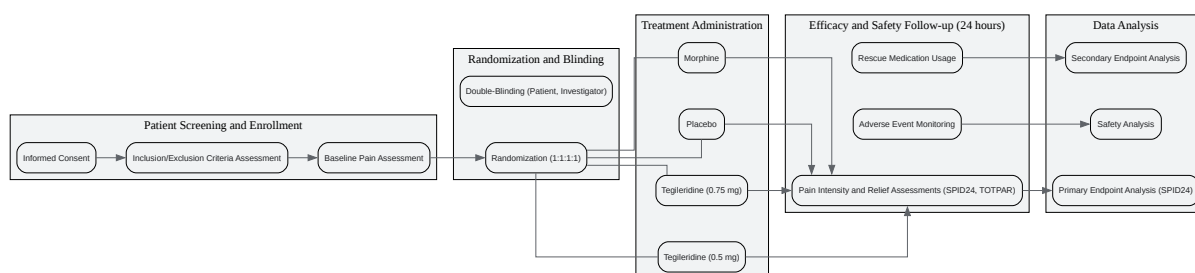 Patient Screening and Enrollment
Informed Consent
Inclusion/Exclusion Criteria Assessment
Baseline Pain Assessment
Randomization and Blinding
Double-Blinding (Patient, Investigator)
Randomization (1:1:1:1)
Treatment Administration
Morphine
Placebo
Tegileridine (0.75 mg)
Tegileridine (0.5 mg)
Efficacy and Safety Follow-up (24 hours)
Rescue Medication Usage
Adverse Event Monitoring
Pain Intensity and Relief Assessments (SPID24, TOTPAR)
Data Analysis
Secondary Endpoint Analysis
Safety Analysis
Primary Endpoint Analysis (SPID24)